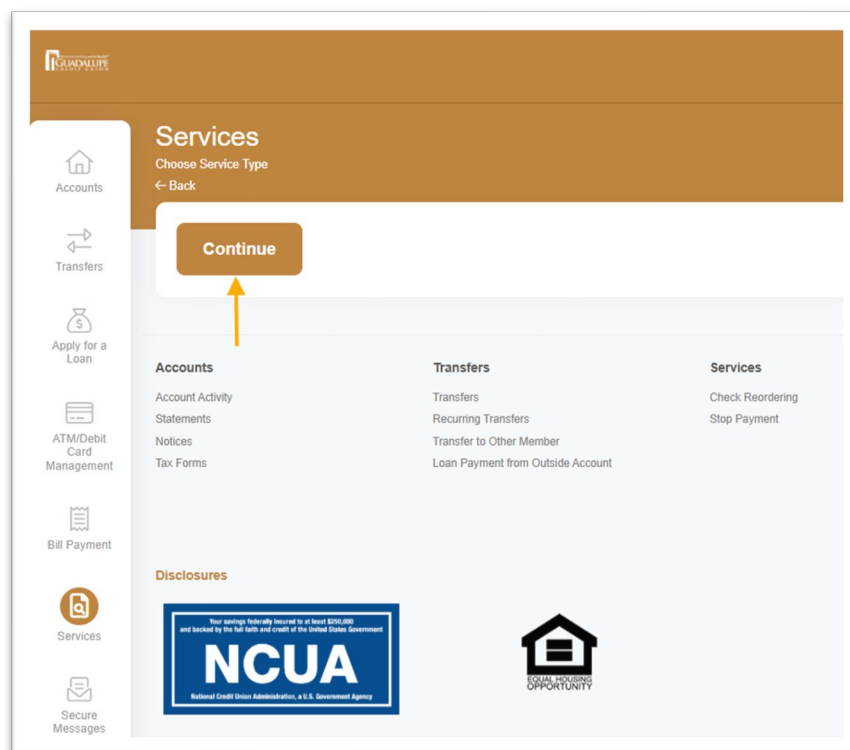 GUADALUPE
CREDIT UNION
Services
Choose Service Type
← Back
Continue
Accounts
Transfers
Apply for a
Loan
ATM/Debit
Card
Management
Bill Payment
Services
Secure
Messages
Accounts
Account Activity
Statements
Notices
Tax Forms
Transfers
Transfers
Recurring Transfers
Transfer to Other Member
Loan Payment from Outside Account
Services
Check Reordering
Stop Payment
Disclosures
Your savings federally insured to at least $250,000
and backed by the full faith and credit of the United States Government
NCUA
National Credit Union Administration, a U.S. Government Agency
EQUAL HOUSING
OPPORTUNITY